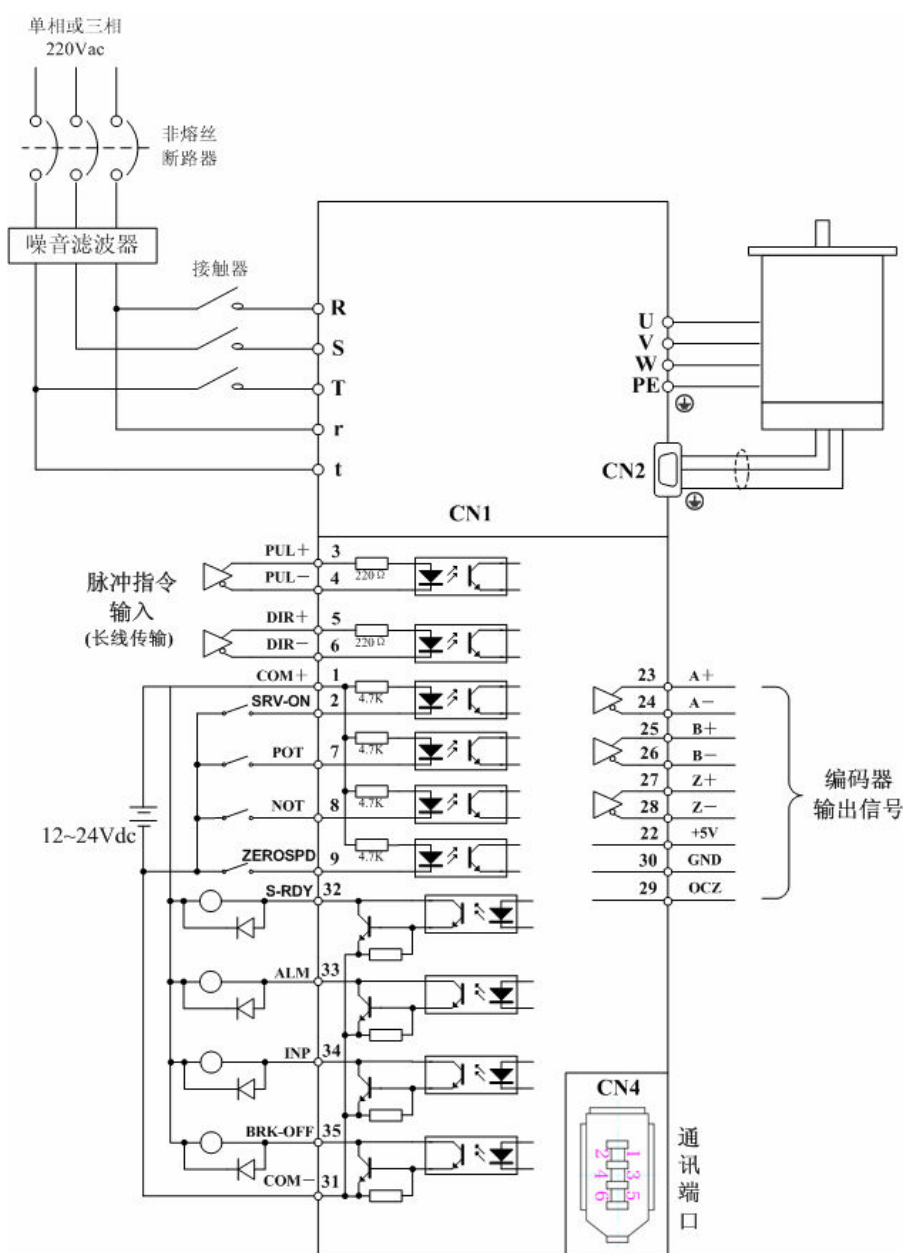 单相或三相
220Vac
非熔丝
断路器
噪音滤波器
接触器
R
S
T
r
t
U
V
W
PE
CN2
CN1
脉冲指令
输入
(长线传输)
PUL+ 3
220Ω
PUL- 4
DIR+ 5
220Ω
DIR- 6
COM+ 1
4.7K
SRV-ON 2
4.7K
POT 7
4.7K
NOT 8
4.7K
ZEROSPD 9
12~24Vdc
S-RDY 32
ALM 33
INP 34
BRK-OFF 35
COM- 31
23 A+
24 A-
25 B+
26 B-
27 Z+
28 Z-
22 +5V
30 GND
29 OCZ
编码器
输出信号
CN4
2 1
4 3
6 5
通
讯
端
口